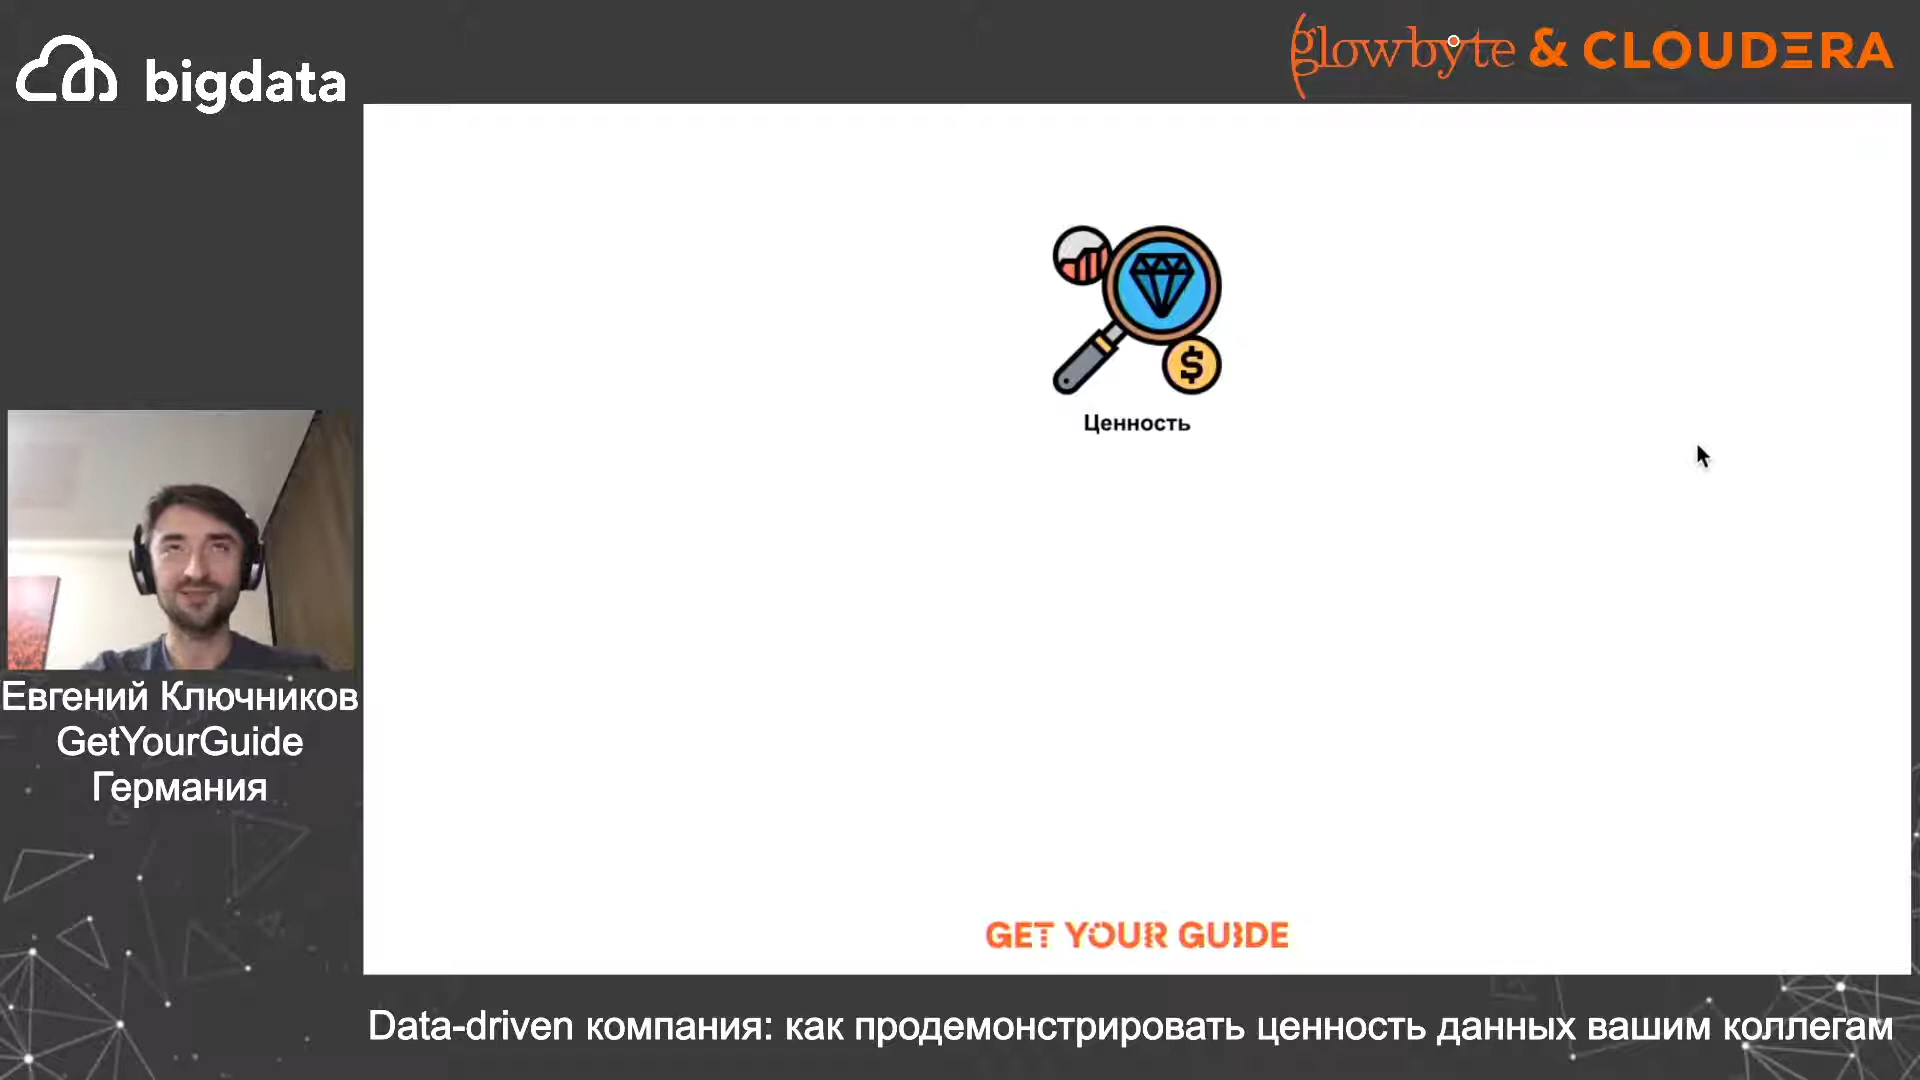 bigdata
glowbyte & CLOUDERA
$
Ценность
Евгений Ключников
GetYourGuide
Германия
GET YOUR GUIDE
Data-driven компания: как продемонстрировать ценность данных вашим коллегам